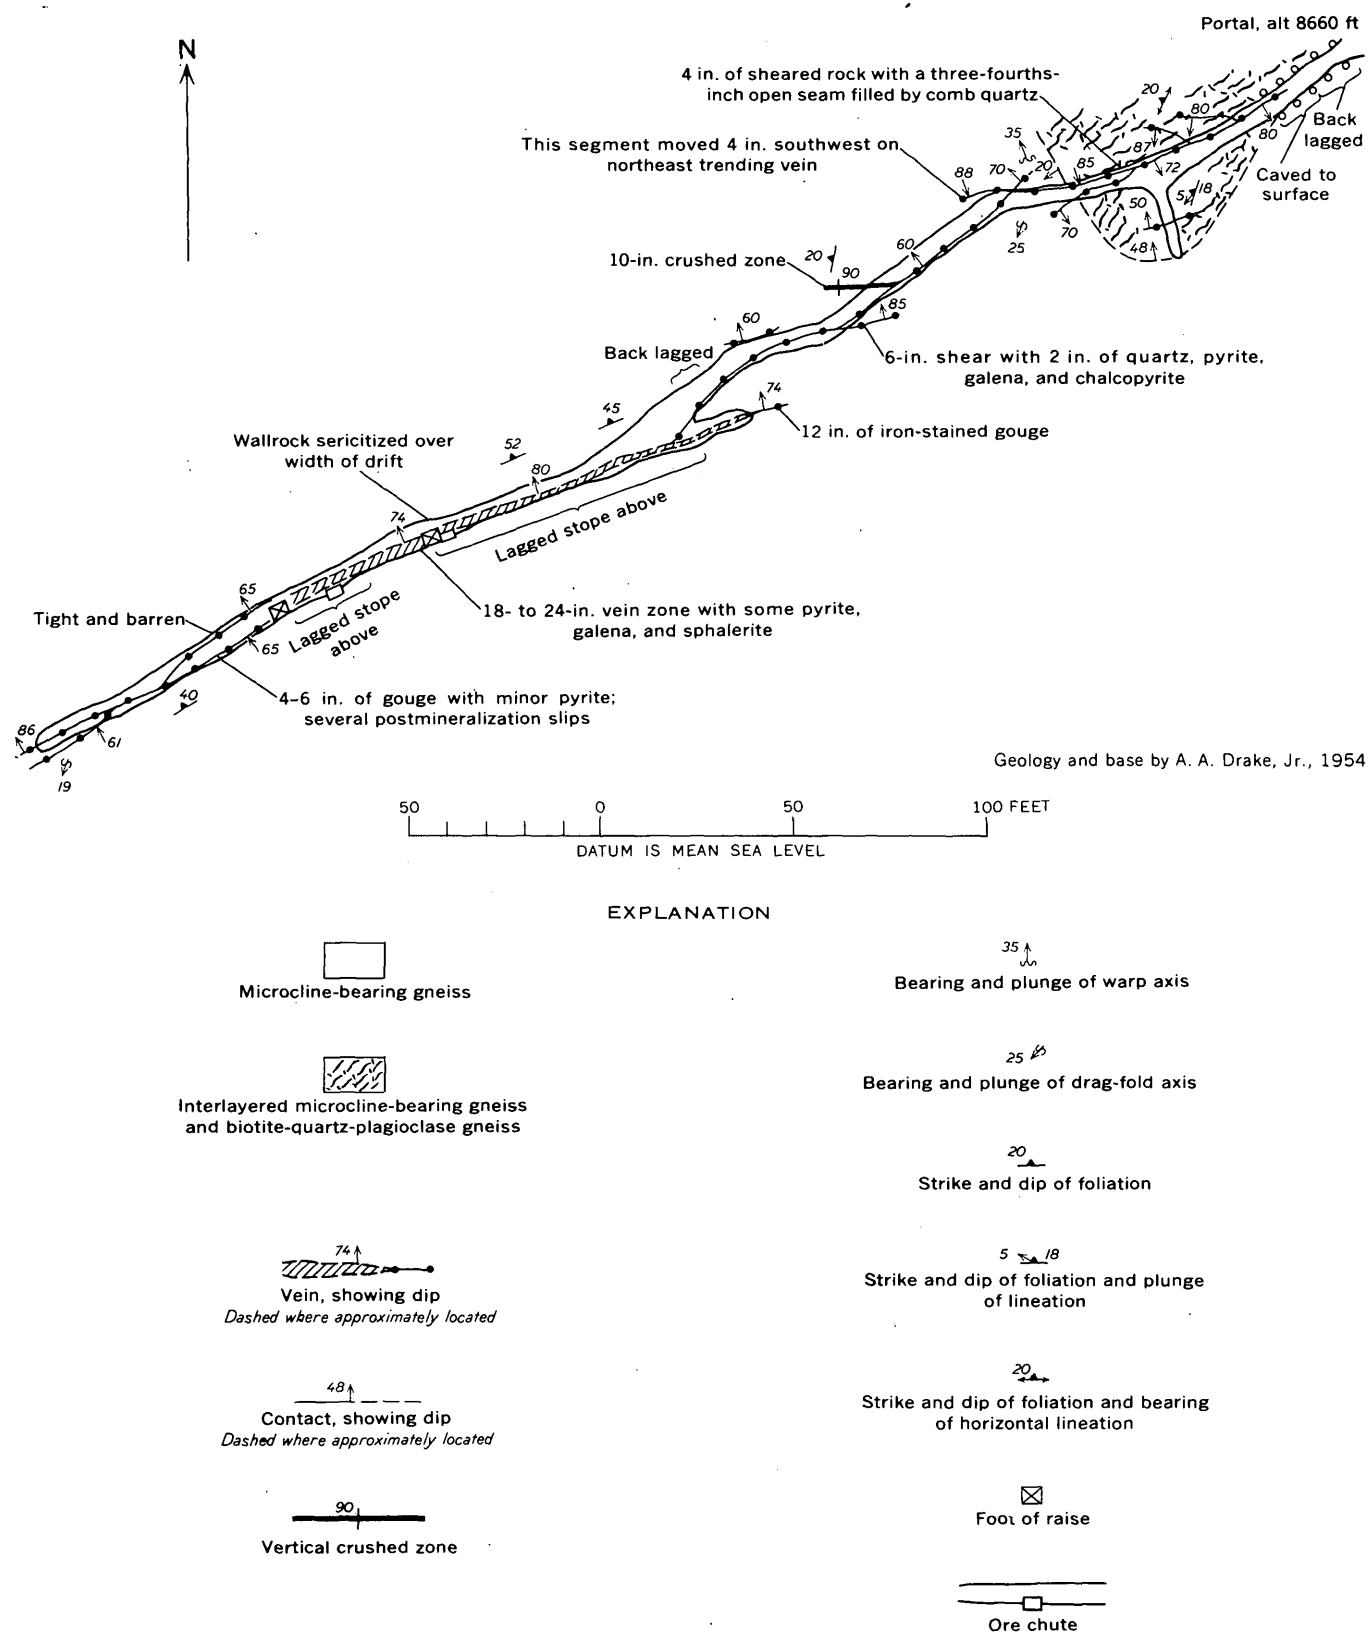 Portal, alt 8660 ft
N
4 in. of sheared rock with a three-fourths-
inch open seam filled by comb quartz
20
80
80
Back
lagged
This segment moved 4 in. southwest on
northeast trending vein
35
87
88
70
20
85
72
Caved to
surface
5
18
50
70
48
25
60
20
10-in. crushed zone
90
85
60
Back lagged
6-in. shear with 2 in. of quartz, pyrite,
galena, and chalcopyrite
74
45
12 in. of iron-stained gouge
Wallrock sericitized over
width of drift
52
80
74
Lagged stope above
65
Tight and barren
18- to 24-in. vein zone with some pyrite,
galena, and sphalerite
Lagged stope
above
65
40
4-6 in. of gouge with minor pyrite;
several postmineralization slips
86
61
19
Geology and base by A. A. Drake, Jr., 1954
50 0 50 100 FEET
DATUM IS MEAN SEA LEVEL
EXPLANATION
Microcline-bearing gneiss
35
Bearing and plunge of warp axis
Interlayered microcline-bearing gneiss
and biotite-quartz-plagioclase gneiss
25
Bearing and plunge of drag-fold axis
20
Strike and dip of foliation
74
Vein, showing dip
Dashed where approximately located
5 18
Strike and dip of foliation and plunge
of lineation
48
Contact, showing dip
Dashed where approximately located
20
Strike and dip of foliation and bearing
of horizontal lineation
90
Vertical crushed zone
Foot of raise
Ore chute